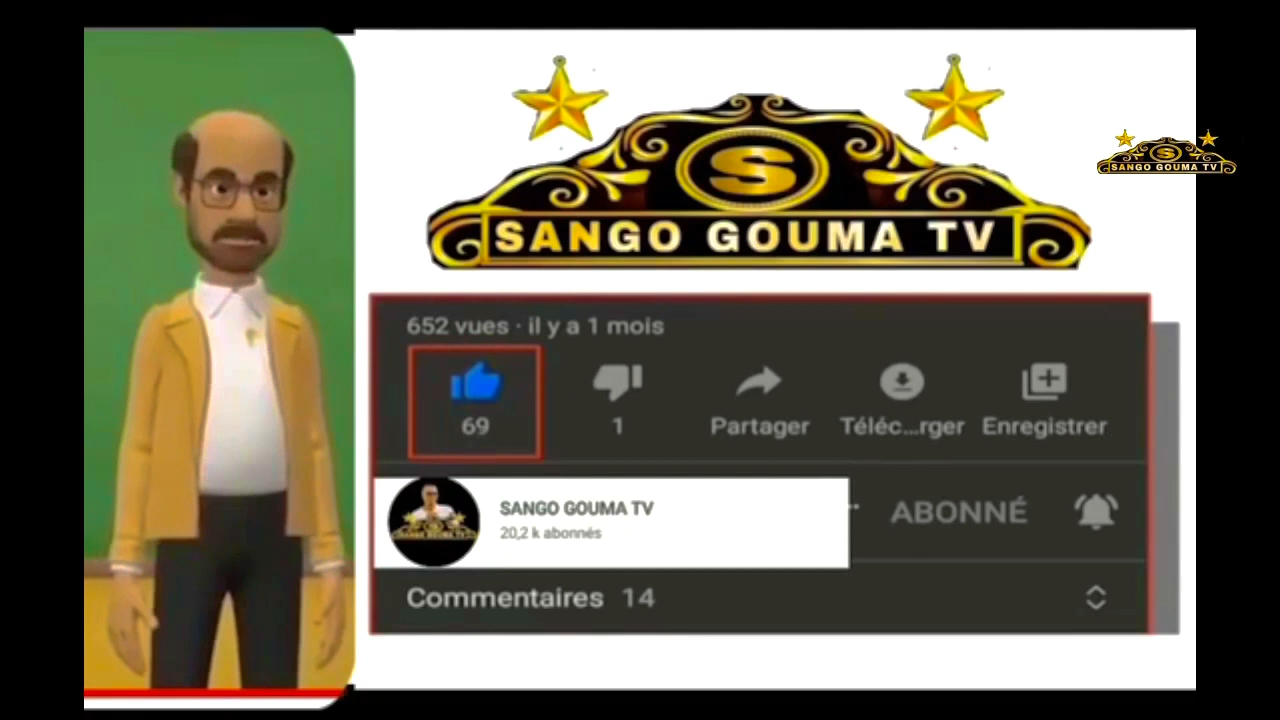 S
SANGO GOUMA TV
SANGO GOUMA TV
652 vues · il y a 1 mois
69
1
Partager
Téléc...rger
Enregistrer
SANGO GOUMA TV
20,2 k abonnés
ABONNÉ
Commentaires 14